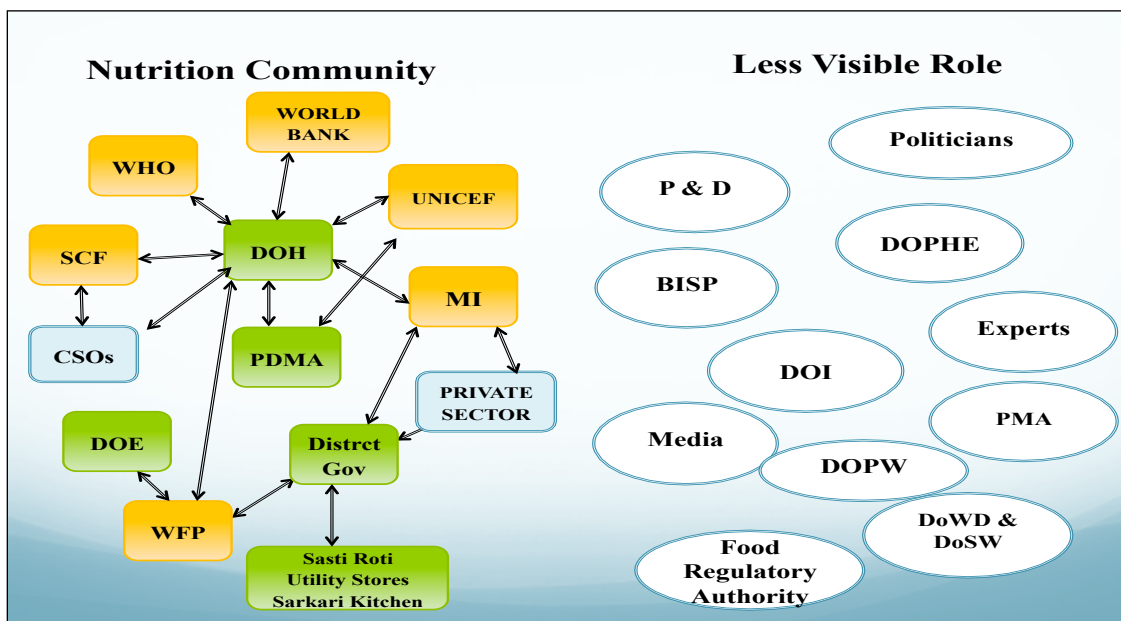 Nutrition Community
WORLD
BANK
WHO
UNICEF
SCF
DOH
MI
CSOs
PDMA
PRIVATE
SECTOR
DOE
Distrct
Gov
WFP
Sasti Roti
Utility Stores
Sarkari Kitchen
Less Visible Role
Politicians
P & D
DOPHE
BISP
Experts
DOI
PMA
Media
DOPW
DoWD &
DoSW
Food
Regulatory
Authority